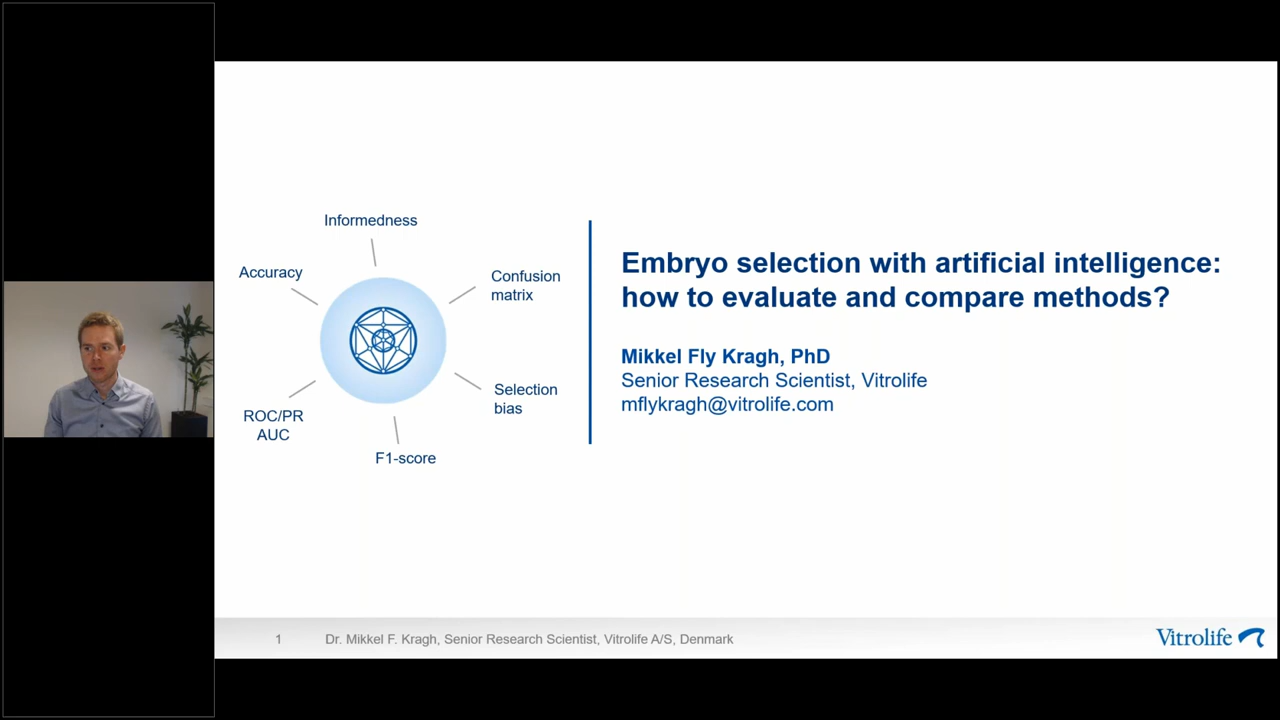 Informedness
Accuracy
Confusion
matrix
Selection
bias
ROC/PR
AUC
F1-score
Embryo selection with artificial intelligence:
how to evaluate and compare methods?
Mikkel Fly Kragh, PhD
Senior Research Scientist, Vitrolife
mflykragh@vitrolife.com
1
Dr. Mikkel F. Kragh, Senior Research Scientist, Vitrolife A/S, Denmark
Vitrolife